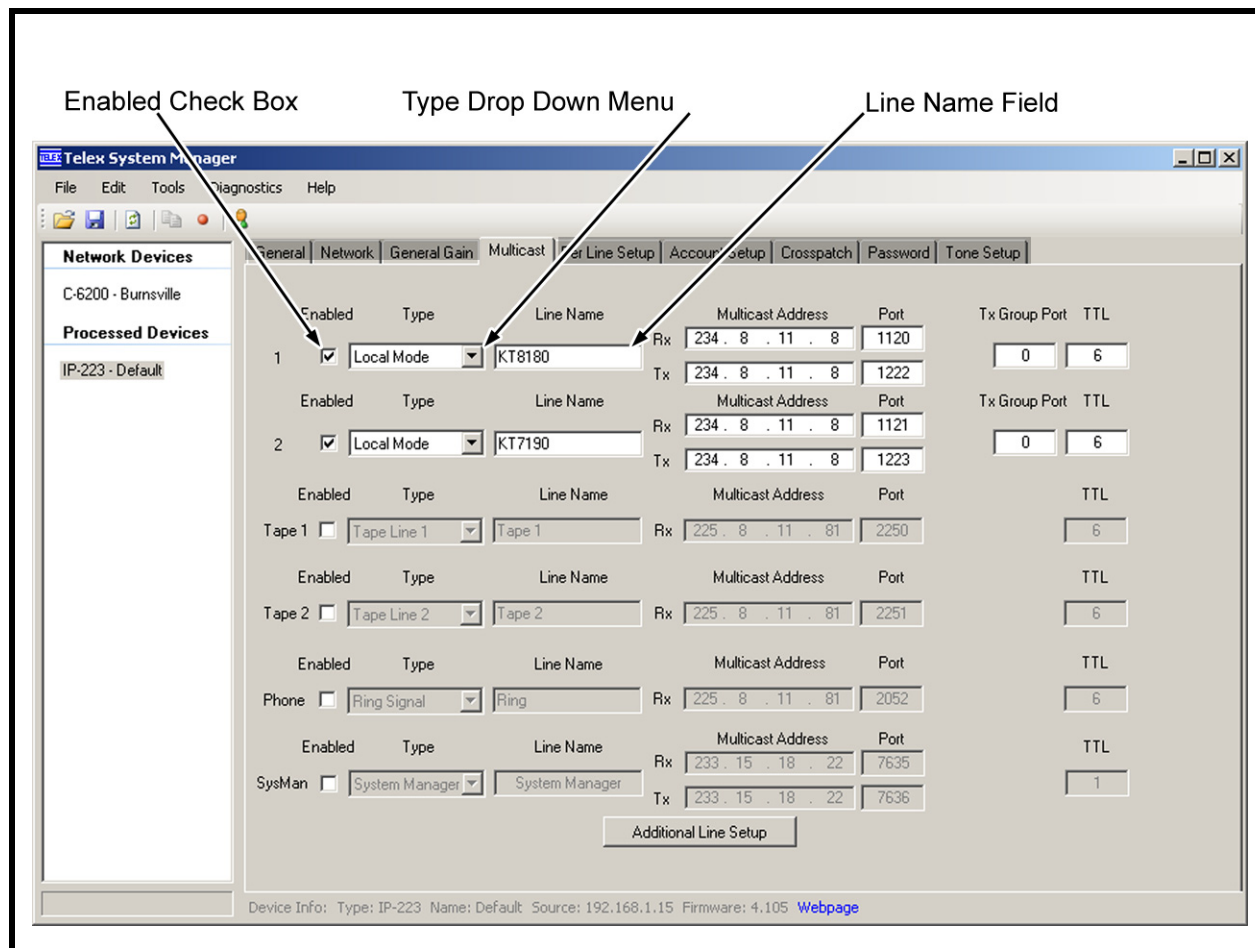 Enabled Check Box Type Drop Down Menu Line Name Field
TELEX Telex System Manager
File Edit Tools Diagnostics Help
Network Devices
C-6200 - Burnsville
Processed Devices
IP-223 - Default
General Network General Gain Multicast Per Line Setup Account Setup Crosspatch Password Tone Setup
Enabled Type Line Name Multicast Address Port Tx Group Port TTL
1 Local Mode KT8180 Rx 234 . 8 . 11 . 8 1120 0 6
Tx 234 . 8 . 11 . 8 1222
Enabled Type Line Name Multicast Address Port Tx Group Port TTL
2 Local Mode KT7190 Rx 234 . 8 . 11 . 8 1121 0 6
Tx 234 . 8 . 11 . 8 1223
Enabled Type Line Name Multicast Address Port TTL
Tape 1 Tape Line 1 Tape 1 Rx 225 . 8 . 11 . 81 2250 6
Enabled Type Line Name Multicast Address Port TTL
Tape 2 Tape Line 2 Tape 2 Rx 225 . 8 . 11 . 81 2251 6
Enabled Type Line Name Multicast Address Port TTL
Phone Ring Signal Ring Rx 225 . 8 . 11 . 81 2052 6
Enabled Type Line Name Multicast Address Port TTL
SysMan System Manager System Manager Rx 233 . 15 . 18 . 22 7635 1
Tx 233 . 15 . 18 . 22 7636
Additional Line Setup
Device Info: Type: IP-223 Name: Default Source: 192.168.1.15 Firmware: 4.105 Webpage